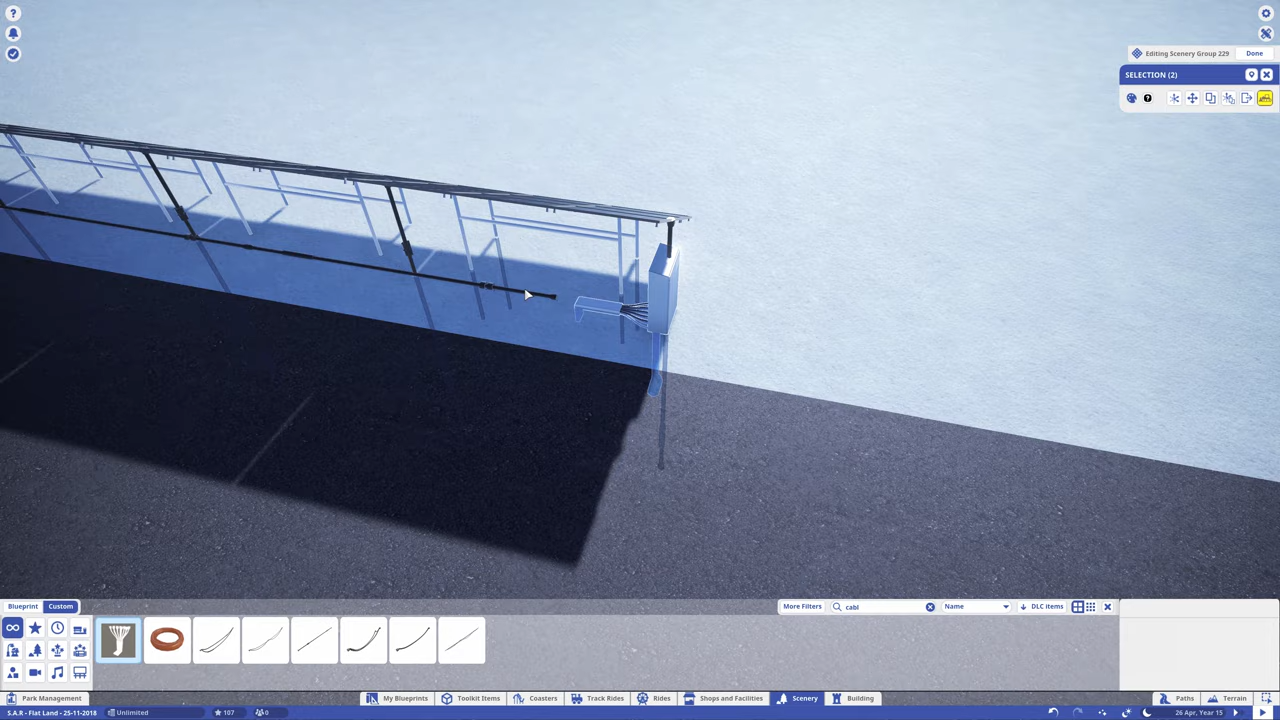 Editing Scenery Group 229
Done
SELECTION (2)
Blueprint
Custom
More Filters
cabl
Name
DLC items
Park Management
My Blueprints
Toolkit Items
Coasters
Track Rides
Rides
Shops and Facilities
Scenery
Building
Paths
Terrain
S.A.R - Flat Land - 25-11-2018
Unlimited
107
0
26 Apr, Year 15